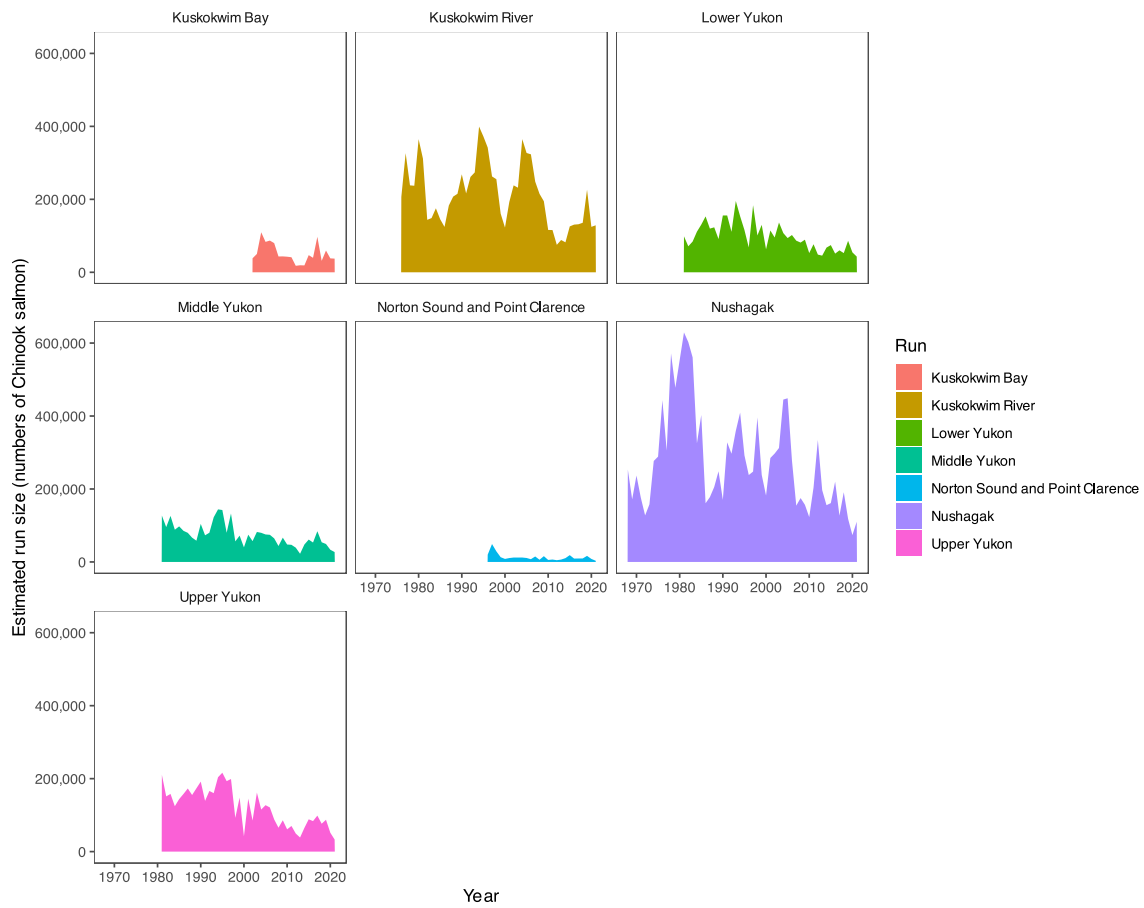 Kuskokwim Bay
Kuskokwim River
Lower Yukon
600,000
400,000
200,000
0
Middle Yukon
Norton Sound and Point Clarence
Nushagak
600,000
400,000
200,000
0
1970 1980 1990 2000 2010 2020
1970 1980 1990 2000 2010 2020
Upper Yukon
600,000
400,000
200,000
0
1970 1980 1990 2000 2010 2020
Year
Estimated run size (numbers of Chinook salmon)
Run
Kuskokwim Bay
Kuskokwim River
Lower Yukon
Middle Yukon
Norton Sound and Point Clarence
Nushagak
Upper Yukon